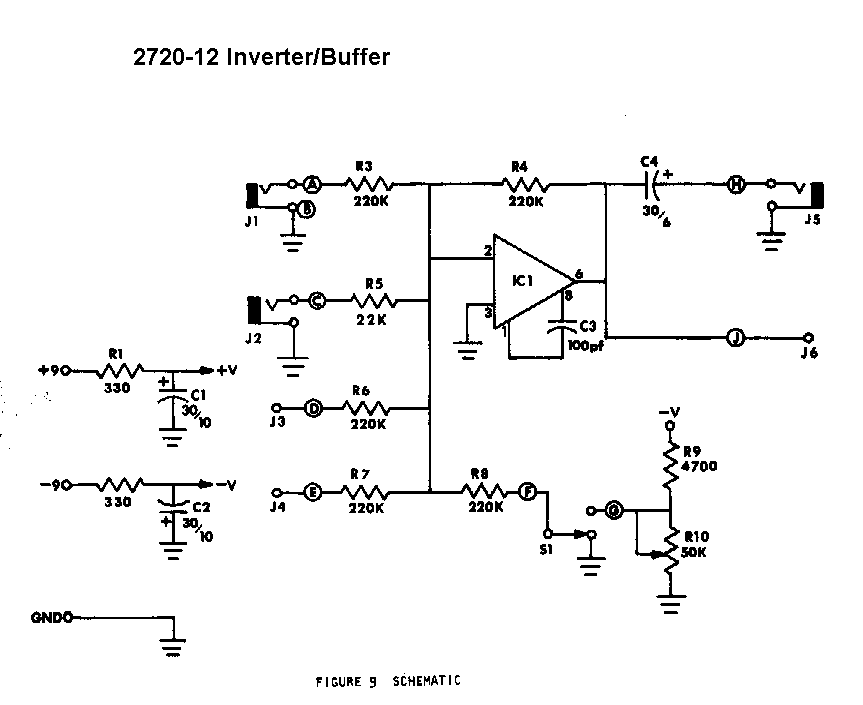 2720-12 Inverter/Buffer
J1
A
B
R3
220K
R4
220K
C4
+
30/6
H
J5
J2
C
R5
22K
2
3
IC1
6
8
1
C3
100pf
J
J6
+9
R1
330
+V
+
C1
30/10
J3
D
R6
220K
-9
330
-V
C2
+
30/10
J4
E
R7
220K
R8
220K
F
S1
G
-V
R9
4700
R10
50K
GND
FIGURE 9 SCHEMATIC